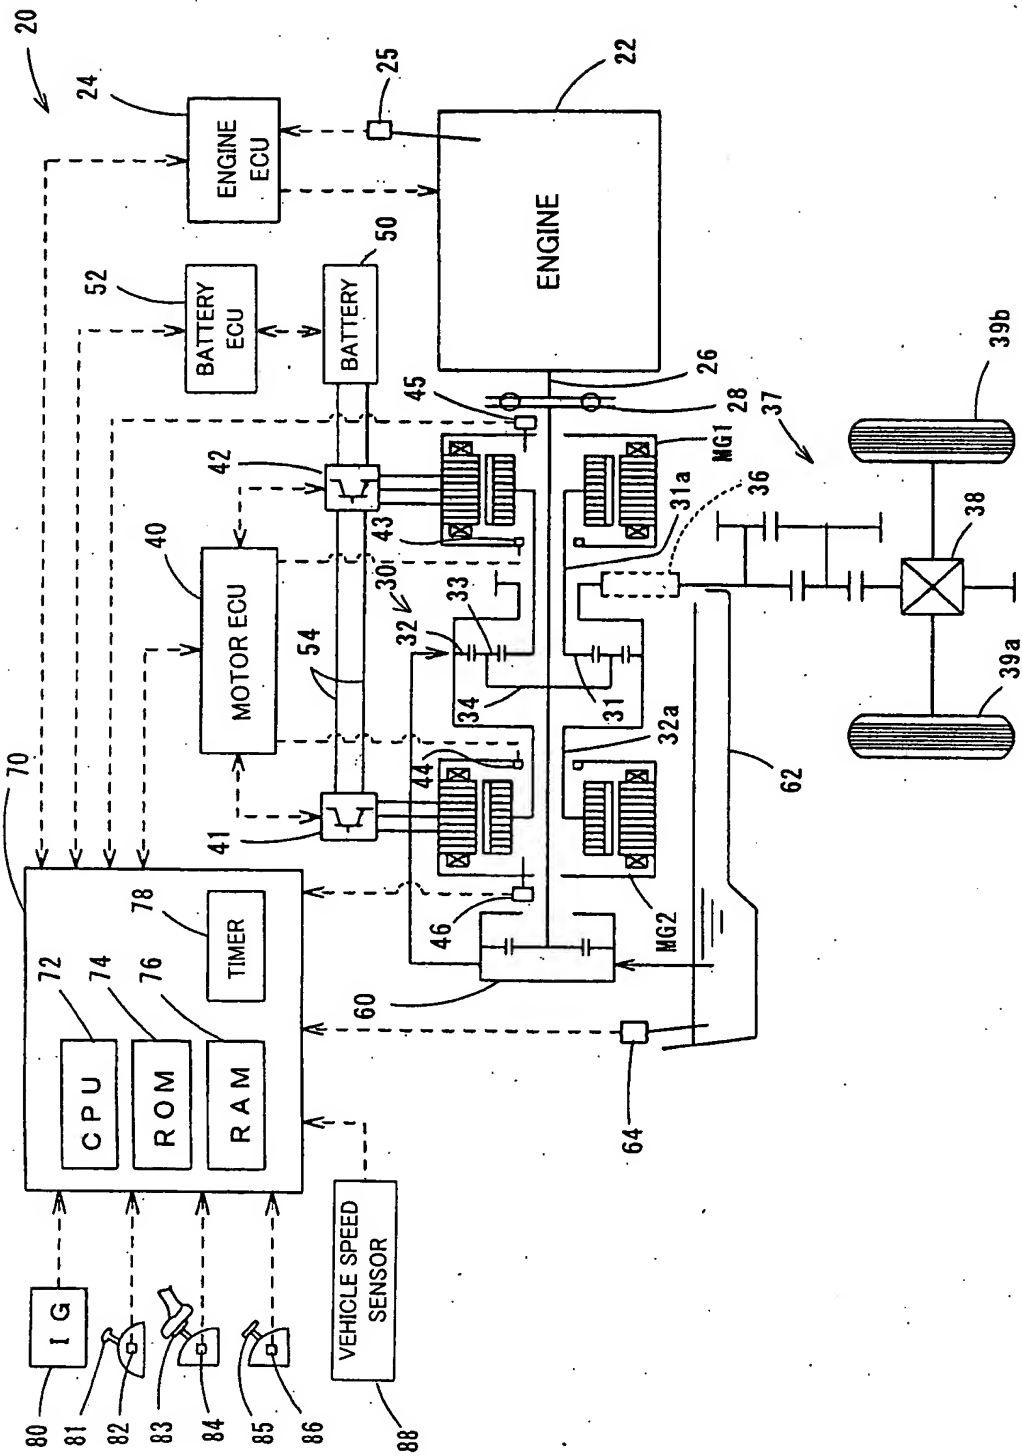 20
70
72
CPU
74
ROM
76
RAM
78
TIMER
40
MOTOR ECU
52
BATTERY
ECU
24
ENGINE
ECU
25
50
BATTERY
54
41
42
45
43
44
46
30
32
33
34
31
31a
32a
MG1
MG2
60
62
64
36
37
38
39a
39b
28
26
22
ENGINE
80
IG
81
82
83
84
85
86
88
VEHICLE SPEED
SENSOR